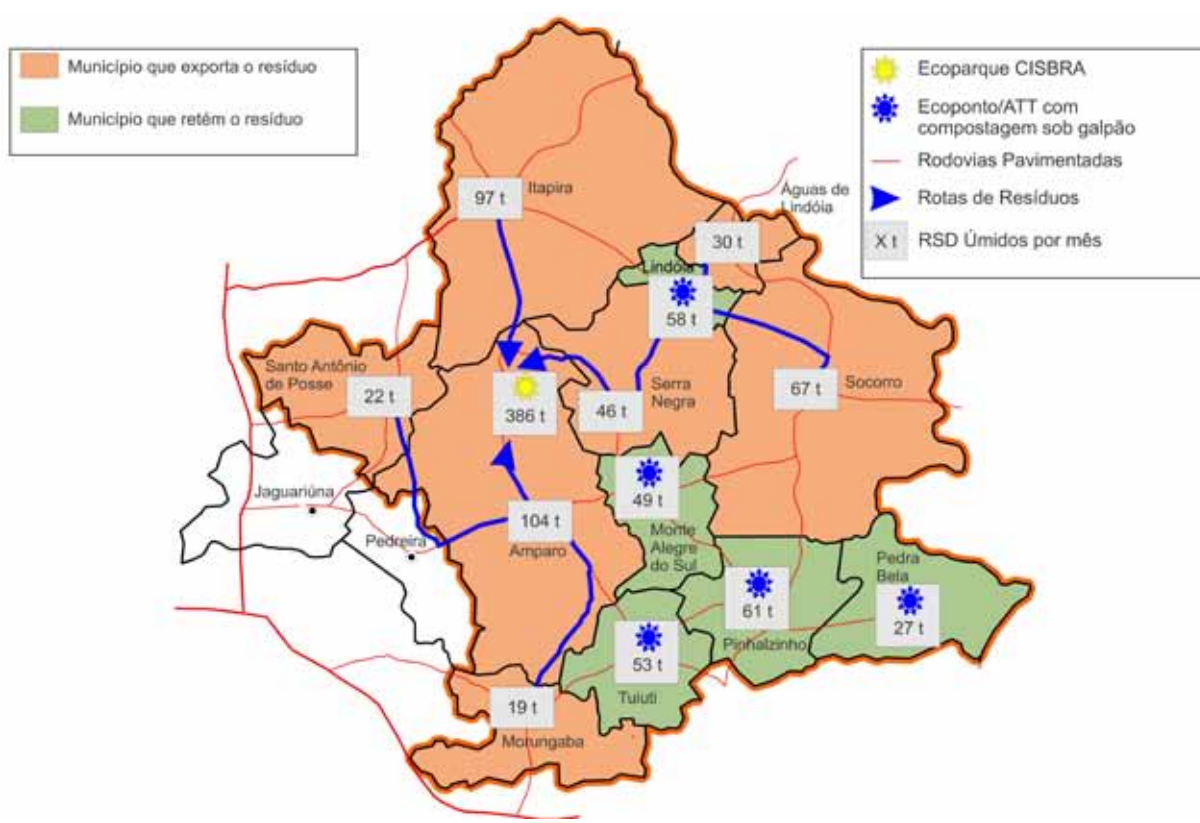 Município que exporta o resíduo
Município que retém o resíduo
Ecoparque CISBRA
Ecoponto/ATT com
compostagem sob galpão
Rodovias Pavimentadas
Rotas de Resíduos
X t
RSD Úmidos por mês
Itapira
97 t
Águas de
Lindóia
30 t
Lindóia
58 t
Santo Antônio
de Posse
22 t
386 t
46 t
Serra
Negra
67 t
Socorro
Jaguariúna
Pedreira
104 t
Amparo
49 t
Monte
Alegre
do Sul
Pedra
Bela
27 t
61 t
Pinhalzinho
53 t
Tuiuti
19 t
Morungaba